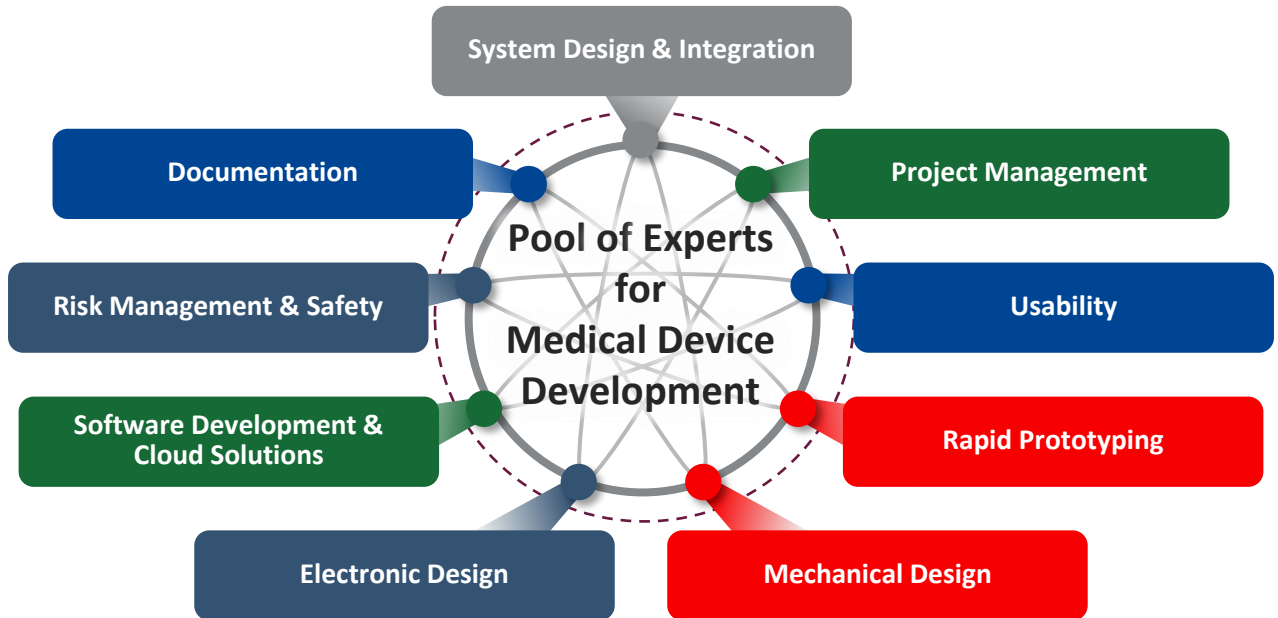 System Design & Integration
Documentation
Project Management
Pool of Experts
for
Medical Device
Development
Risk Management & Safety
Usability
Software Development &
Cloud Solutions
Rapid Prototyping
Electronic Design
Mechanical Design